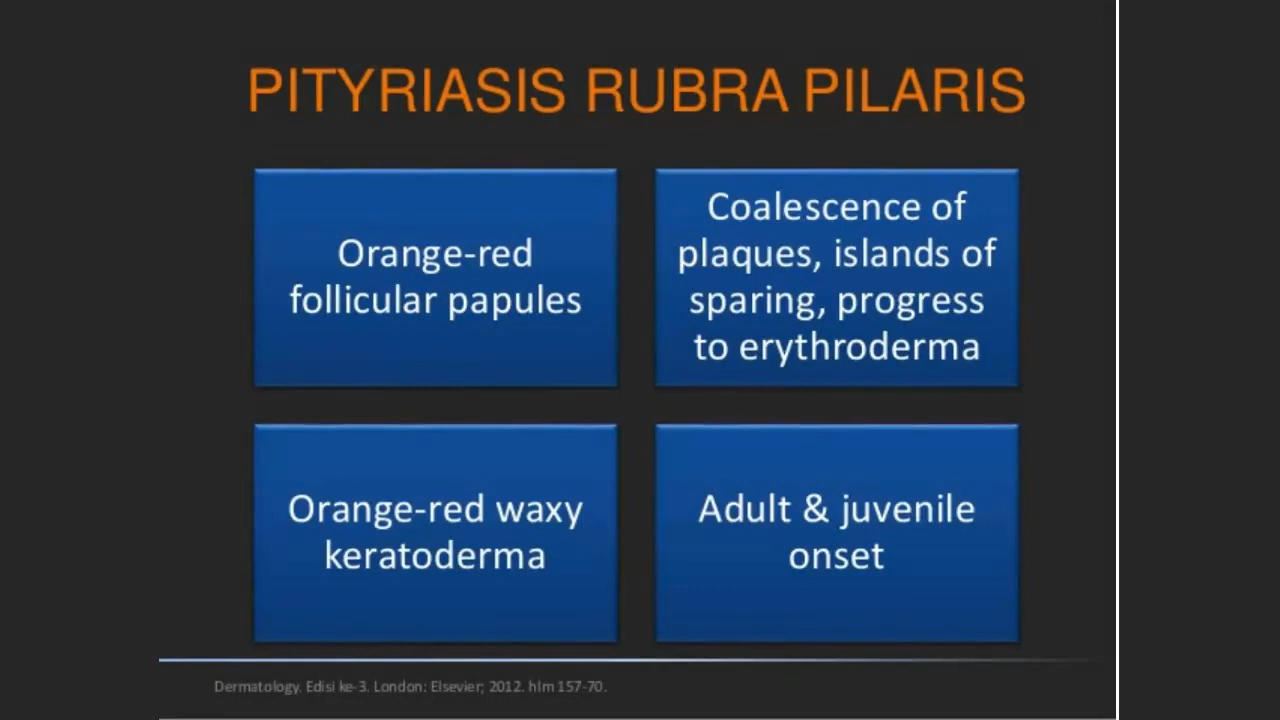 PITYRIASIS RUBRA PILARIS
Orange-red
follicular papules
Coalescence of
plaques, islands of
sparing, progress
to erythroderma
Orange-red waxy
keratoderma
Adult & juvenile
onset
Dermatology. Edisi ke-3. London: Elsevier; 2012. hlm 157-70.